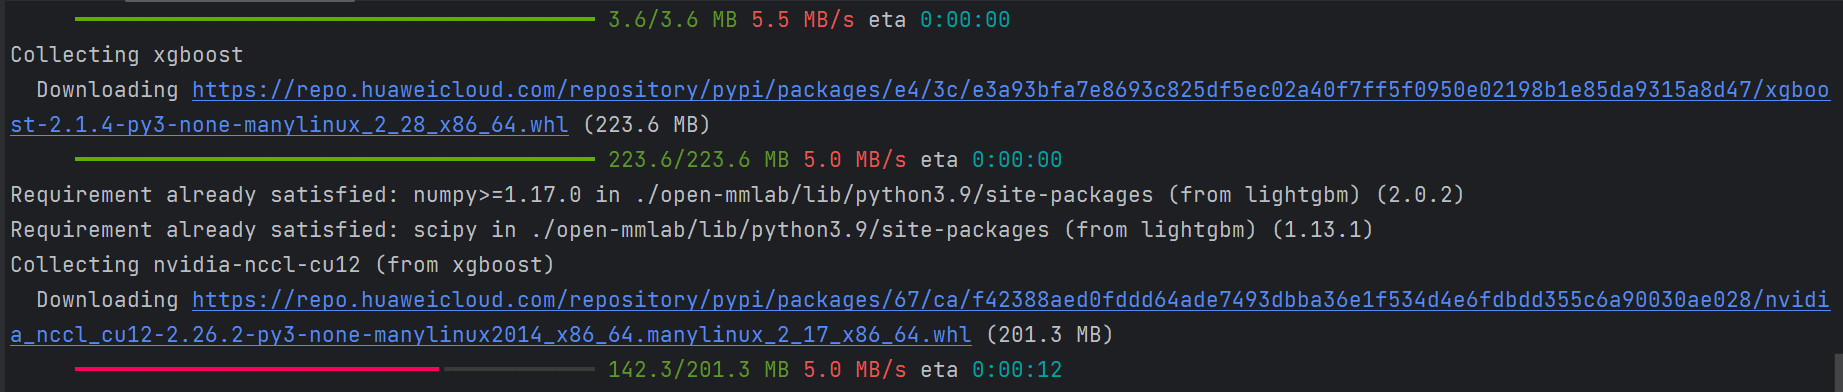 3.6/3.6 MB 5.5 MB/s eta 0:00:00
Collecting xgboost
Downloading https://repo.huaweicloud.com/repository/pypi/packages/e4/3c/e3a93bfa7e8693c825df5ec02a40f7ff5f0950e02198b1e85da9315a8d47/xgboo
st-2.1.4-py3-none-manylinux_2_28_x86_64.whl (223.6 MB)
223.6/223.6 MB 5.0 MB/s eta 0:00:00
Requirement already satisfied: numpy>=1.17.0 in ./open-mmlab/lib/python3.9/site-packages (from lightgbm) (2.0.2)
Requirement already satisfied: scipy in ./open-mmlab/lib/python3.9/site-packages (from lightgbm) (1.13.1)
Collecting nvidia-nccl-cu12 (from xgboost)
Downloading https://repo.huaweicloud.com/repository/pypi/packages/67/ca/f42388aed0fddd64ade7493dbba36e1f534d4e6fdbdd355c6a90030ae028/nvidi
a_nccl_cu12-2.26.2-py3-none-manylinux2014_x86_64.manylinux_2_17_x86_64.whl (201.3 MB)
142.3/201.3 MB 5.0 MB/s eta 0:00:12